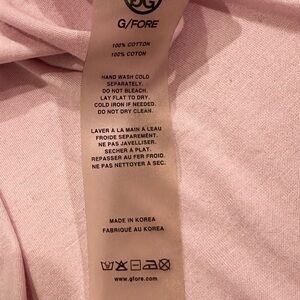 G/FORE
100% COTTON
100% COTON
HAND WASH COLD
SEPARATELY.
DO NOT BLEACH.
LAY FLAT TO DRY.
COLD IRON IF NEEDED.
DO NOT DRY CLEAN.
LAVER À LA MAIN A L'EAU
FROIDE SEPAREMENT.
NE PAS JAVELLISER.
SECHER À PLAT.
REPASSER AU FER FROID.
NE PAS NETTOYER À SEC.
MADE IN KOREA
FABRIQUÉ AU KOREA
www.gfore.com